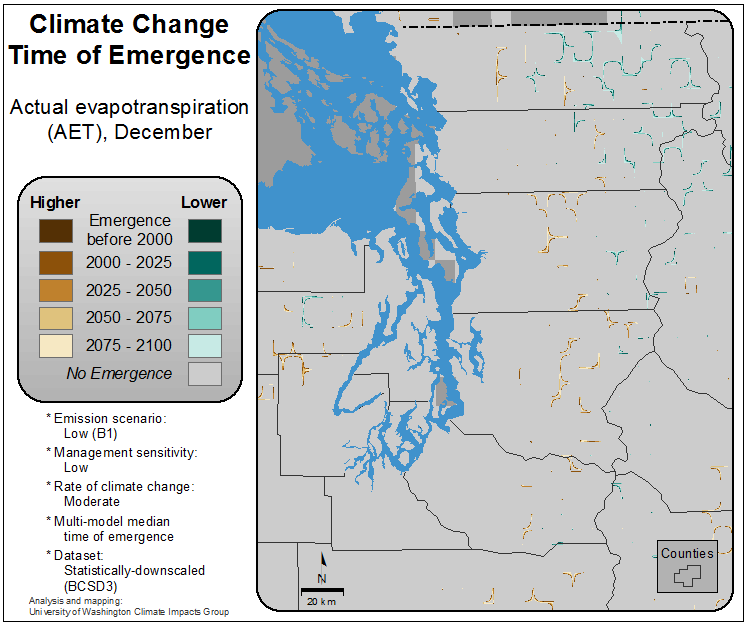 Climate Change
Time of Emergence
Actual evapotranspiration
(AET), December
Higher Lower
Emergence
before 2000
2000 - 2025
2025 - 2050
2050 - 2075
2075 - 2100
No Emergence
* Emission scenario:
Low (B1)
* Management sensitivity:
Low
* Rate of climate change:
Moderate
* Multi-model median
time of emergence
* Dataset:
Statistically-downscaled
(BCSD3)
Analysis and mapping:
University of Washington Climate Impacts Group
N
20 km
Counties